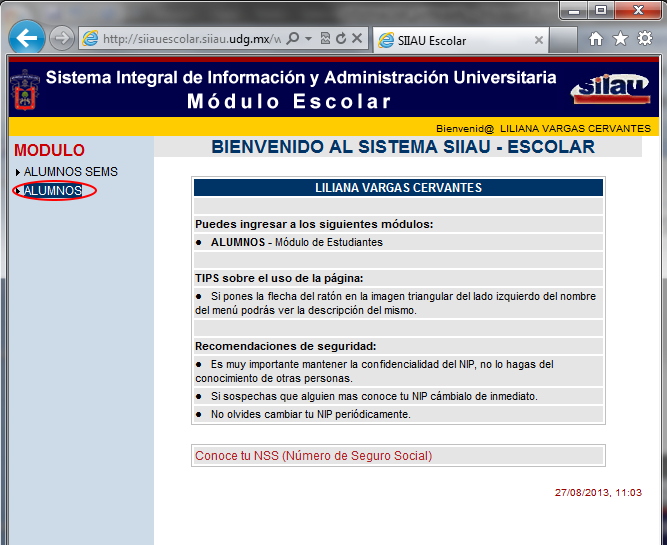 http://siiauescolar.siiau.udg.mx/w
SIIAU Escolar
Sistema Integral de Información y Administración Universitaria
Módulo Escolar
siiau
Bienvenid@ LILIANA VARGAS CERVANTES
MODULO
ALUMNOS SEMS
ALUMNOS
BIENVENIDO AL SISTEMA SIIAU - ESCOLAR
LILIANA VARGAS CERVANTES
Puedes ingresar a los siguientes módulos:
● ALUMNOS - Módulo de Estudiantes
TIPS sobre el uso de la página:
● Si pones la flecha del ratón en la imagen triangular del lado izquierdo del nombre
del menú podrás ver la descripción del mismo.
Recomendaciones de seguridad:
● Es muy importante mantener la confidencialidad del NIP, no lo hagas del
conocimiento de otras personas.
● Si sospechas que alguien mas conoce tu NIP cámbialo de inmediato.
● No olvides cambiar tu NIP periódicamente.
Conoce tu NSS (Número de Seguro Social)
27/08/2013, 11:03